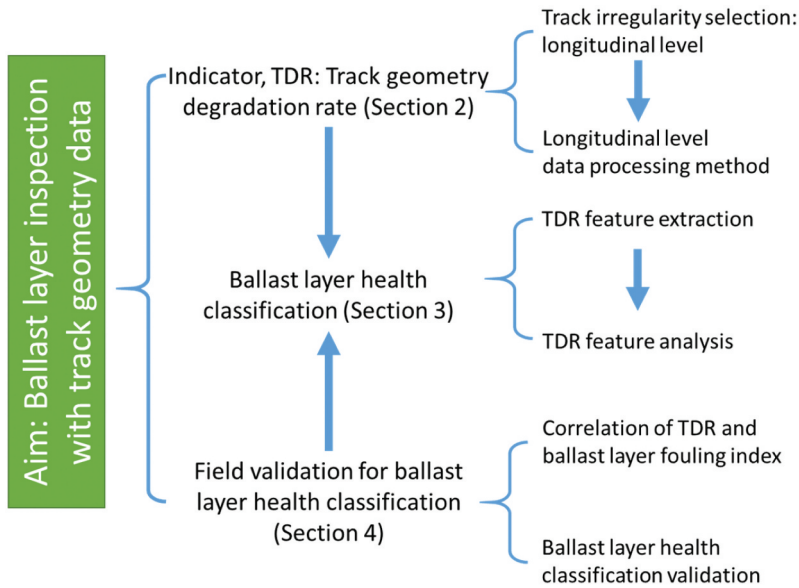 Aim: Ballast layer inspection
with track geometry data
Indicator, TDR: Track geometry
degradation rate (Section 2)
Track irregularity selection:
longitudinal level
Longitudinal level
data processing method
Ballast layer health
classification (Section 3)
TDR feature extraction
TDR feature analysis
Field validation for ballast
layer health classification
(Section 4)
Correlation of TDR and
ballast layer fouling index
Ballast layer health
classification validation